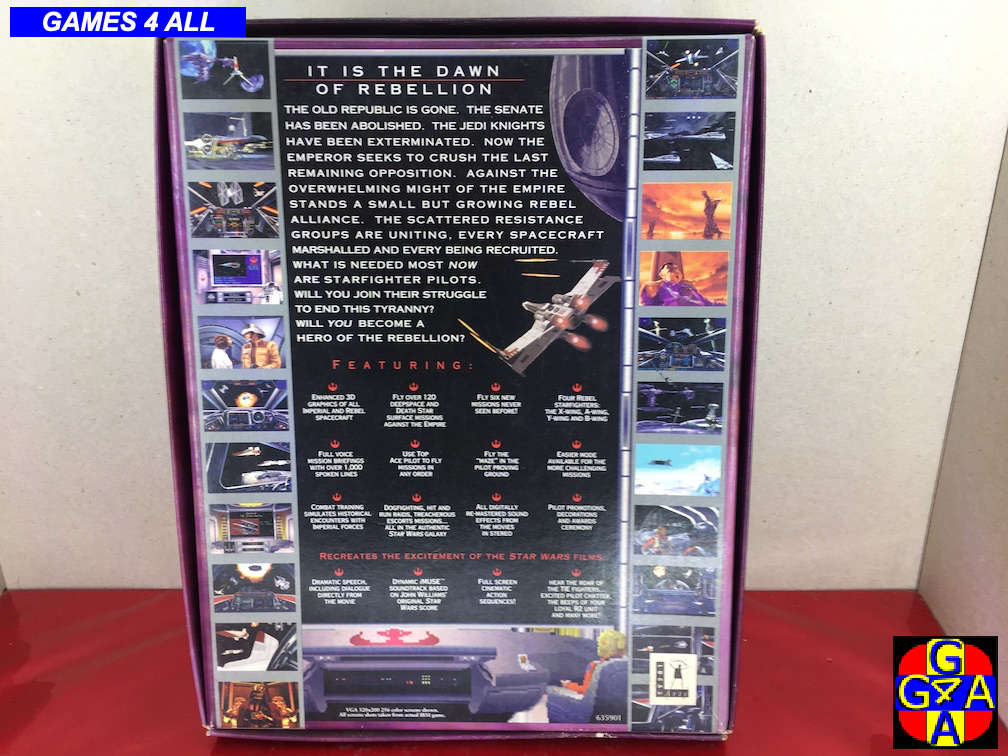 GAMES 4 ALL
IT IS THE DAWN
OF REBELLION
THE OLD REPUBLIC IS GONE. THE SENATE
HAS BEEN ABOLISHED. THE JEDI KNIGHTS
HAVE BEEN EXTERMINATED. NOW THE
EMPEROR SEEKS TO CRUSH THE LAST
REMAINING OPPOSITION. AGAINST THE
OVERWHELMING MIGHT OF THE EMPIRE
STANDS A SMALL BUT GROWING REBEL
ALLIANCE. THE SCATTERED RESISTANCE
GROUPS ARE UNITING, EVERY SPACECRAFT
MARSHALLED AND EVERY BEING RECRUITED.
WHAT IS NEEDED MOST NOW
ARE STARFIGHTER PILOTS.
WILL YOU JOIN THEIR STRUGGLE
TO END THIS TYRANNY?
WILL YOU BECOME A
HERO OF THE REBELLION?
FEATURING:
ENHANCED 3D
GRAPHICS OF ALL
IMPERIAL AND REBEL
SPACECRAFT
FLY OVER 120
DEEPSPACE AND
DEATH STAR
SURFACE MISSIONS
AGAINST THE EMPIRE
FLY SIX NEW
MISSIONS NEVER
SEEN BEFORE!
FOUR REBEL
STARFIGHTERS:
THE X-WING, A-WING,
Y-WING AND B-WING
FULL VOICE
MISSION BRIEFINGS
WITH OVER 1,000
SPOKEN LINES
USE TOP
ACE PILOT TO FLY
MISSIONS IN
ANY ORDER
FLY THE
"MAZE" IN THE
PILOT PROVING
GROUND
EASIER MODE
AVAILABLE FOR THE
MORE CHALLENGING
MISSIONS
COMBAT TRAINING
SIMULATES HISTORICAL
ENCOUNTERS WITH
IMPERIAL FORCES
DOGFIGHTING, HIT AND
RUN RAIDS, TREACHEROUS
ESCORTS MISSIONS...
ALL IN THE AUTHENTIC
STAR WARS GALAXY
ALL DIGITALLY
RE-MASTERED SOUND
EFFECTS FROM
THE MOVIES
IN STEREO
PILOT PROMOTIONS,
DECORATIONS
AND AWARDS
CEREMONY
RECREATES THE EXCITEMENT OF THE STAR WARS FILMS:
DRAMATIC SPEECH,
INCLUDING DIALOGUE
DIRECTLY FROM
THE MOVIE
DYNAMIC iMUSE™
SOUNDTRACK BASED
ON JOHN WILLIAMS'
ORIGINAL STAR
WARS SCORE
FULL SCREEN
CINEMATIC
ACTION
SEQUENCES!
HEAR THE ROAR OF
THE TIE FIGHTERS,
EXCITED PILOT CHATTER,
THE BEEPS OF YOUR
LOYAL R2 UNIT
AND MANY MORE!
VGA 320x200 256 color screens shown.
All screen shots taken from actual IBM game.
635901
G
G4A
A